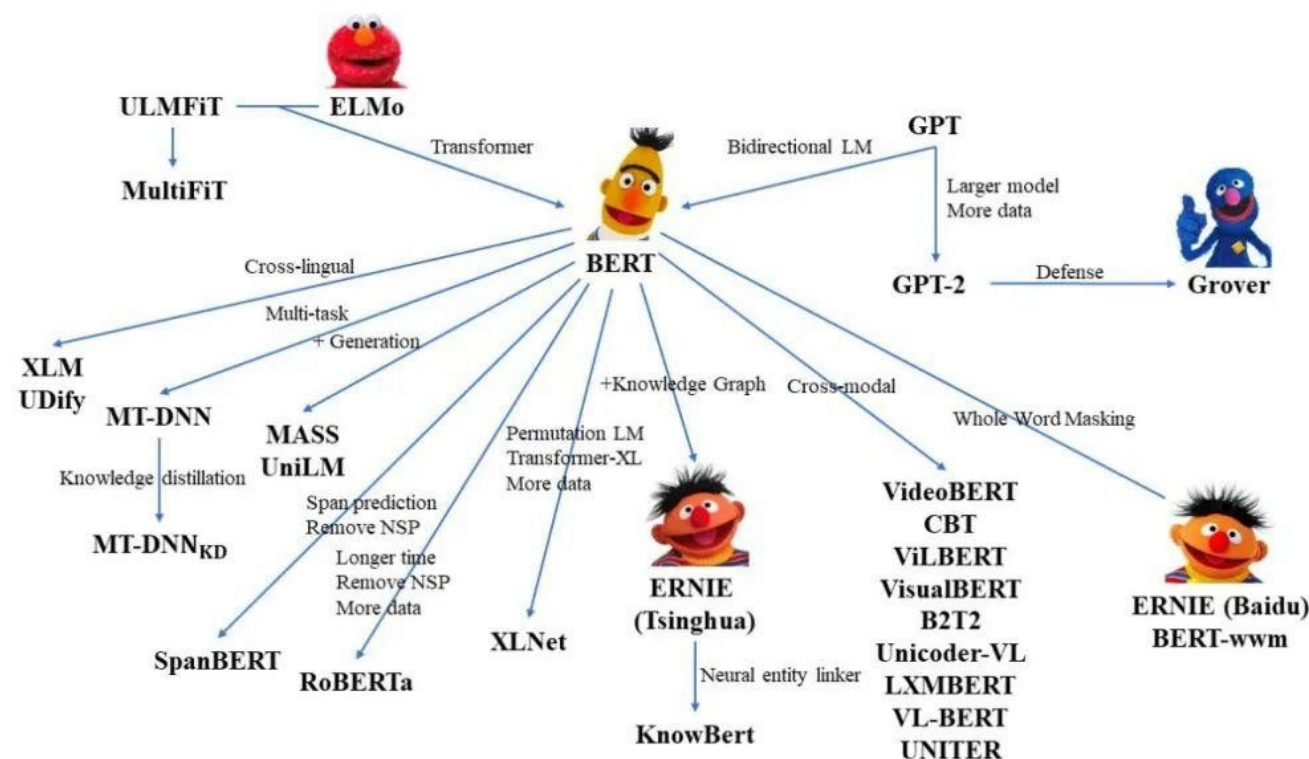 ULMFiT
ELMo
GPT
Transformer
Bidirectional LM
MultiFiT
Larger model
More data
BERT
Cross-lingual
GPT-2
Defense
Grover
Multi-task
+ Generation
XLM
UDify
+Knowledge Graph
Cross-modal
MT-DNN
Whole Word Masking
MASS
UniLM
Permutation LM
Transformer-XL
More data
Knowledge distillation
Span prediction
Remove NSP
MT-DNNKD
Longer time
Remove NSP
More data
VideoBERT
CBT
ViLBERT
VisualBERT
B2T2
Unicoder-VL
LXMBERT
VL-BERT
UNITER
ERNIE
(Tsinghua)
ERNIE (Baidu)
BERT-wwm
XLNet
SpanBERT
RoBERTa
Neural entity linker
KnowBert